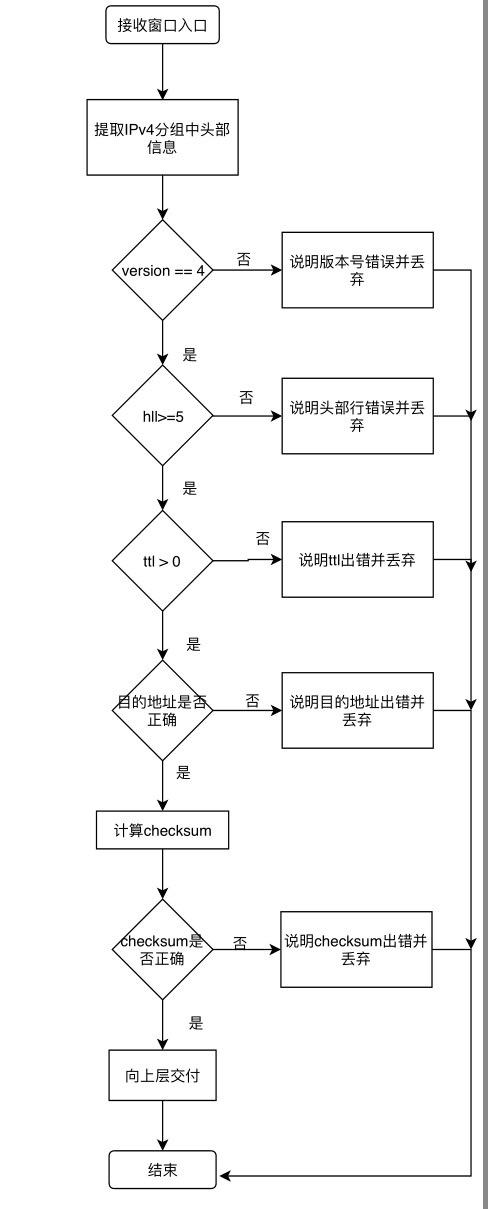 接收窗口入口
提取IPv4分组中头部
信息
version == 4
否
说明版本号错误并丢
弃
是
hll>=5
否
说明头部行错误并丢
弃
是
ttl > 0
否
说明ttl出错并丢弃
是
目的地址是否
正确
否
说明目的地址出错并
丢弃
是
计算checksum
checksum是
否正确
否
说明checksum出错并
丢弃
是
向上层交付
结束